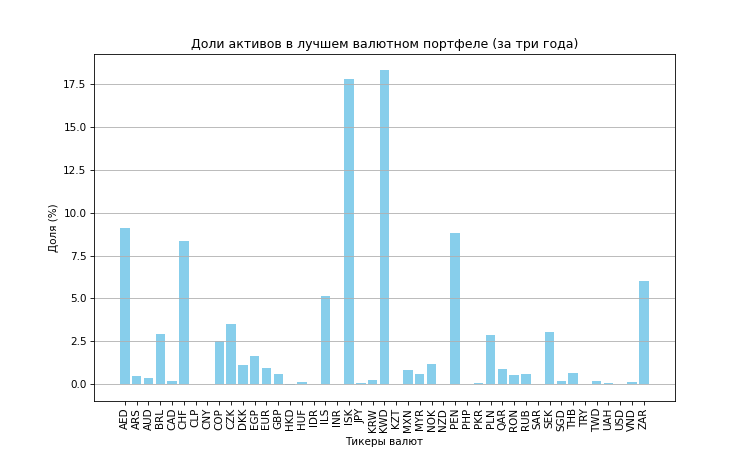 Доли активов в лучшем валютном портфеле (за три года)
Доля (%)
17.5
15.0
12.5
10.0
7.5
5.0
2.5
0.0
AED ARS AUD BRL CAD CHF CLP CNY COP CZK DKK EGP EUR GBP HKD HUF IDR ILS INR ISK JPY KRW KWD KZT MXN MYR NOK NZD PEN PHP PKR PLN QAR RON RUB SAR SEK SGD THB TRY TWD UAH USD VND ZAR
Тикеры валют